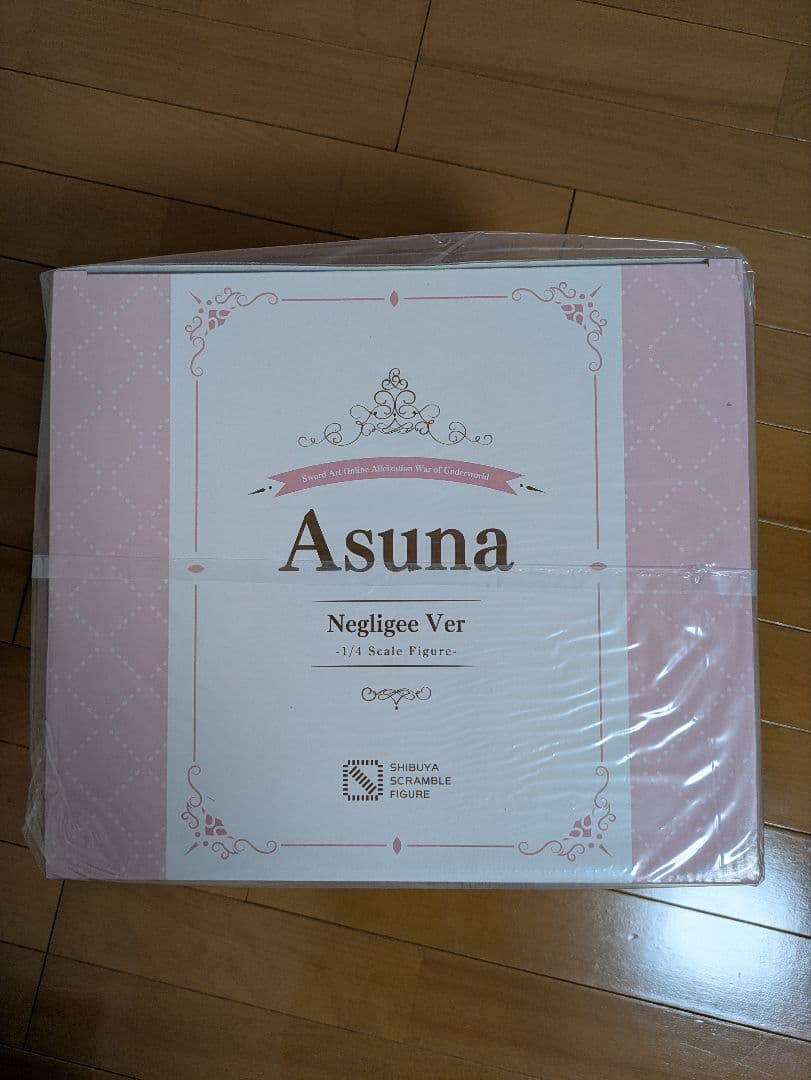 Sword Art Online Alicization War of Underworld
Asuna
Negligee Ver
-1/4 Scale Figure-
SHIBUYA
SCRAMBLE
FIGURE